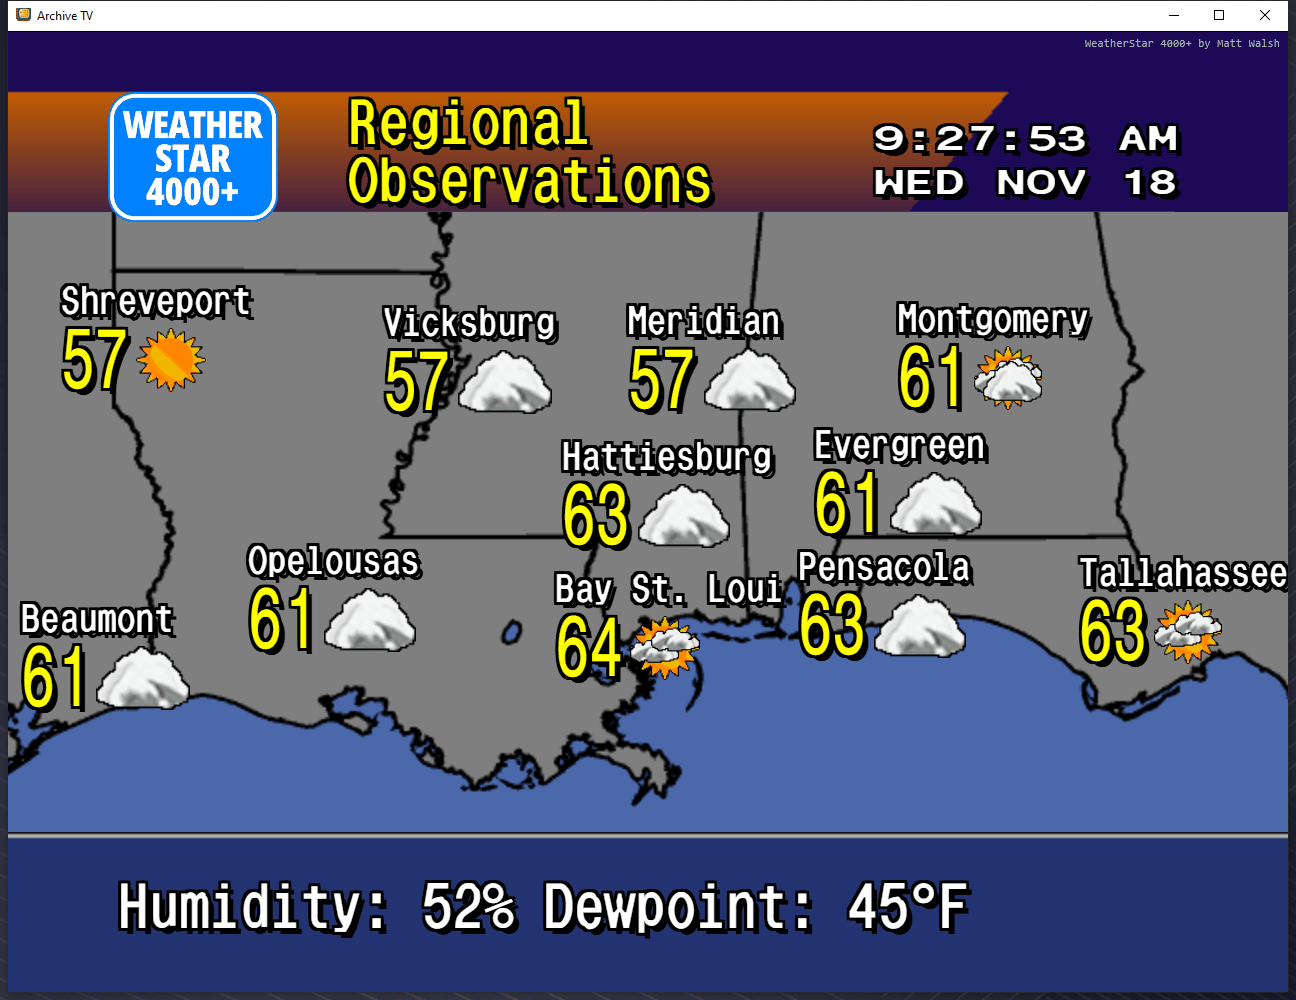 Archive TV
WeatherStar 4000+ by Matt Walsh
WEATHER
STAR
4000+
Regional
Observations
9:27:53 AM
WED NOV 18
Shreveport
57
Vicksburg
57
Meridian
57
Montgomery
61
Hattiesburg
63
Evergreen
61
Opelousas
61
Bay St. Loui
64
Pensacola
63
Tallahassee
63
Beaumont
61
Humidity: 52% Dewpoint: 45°F